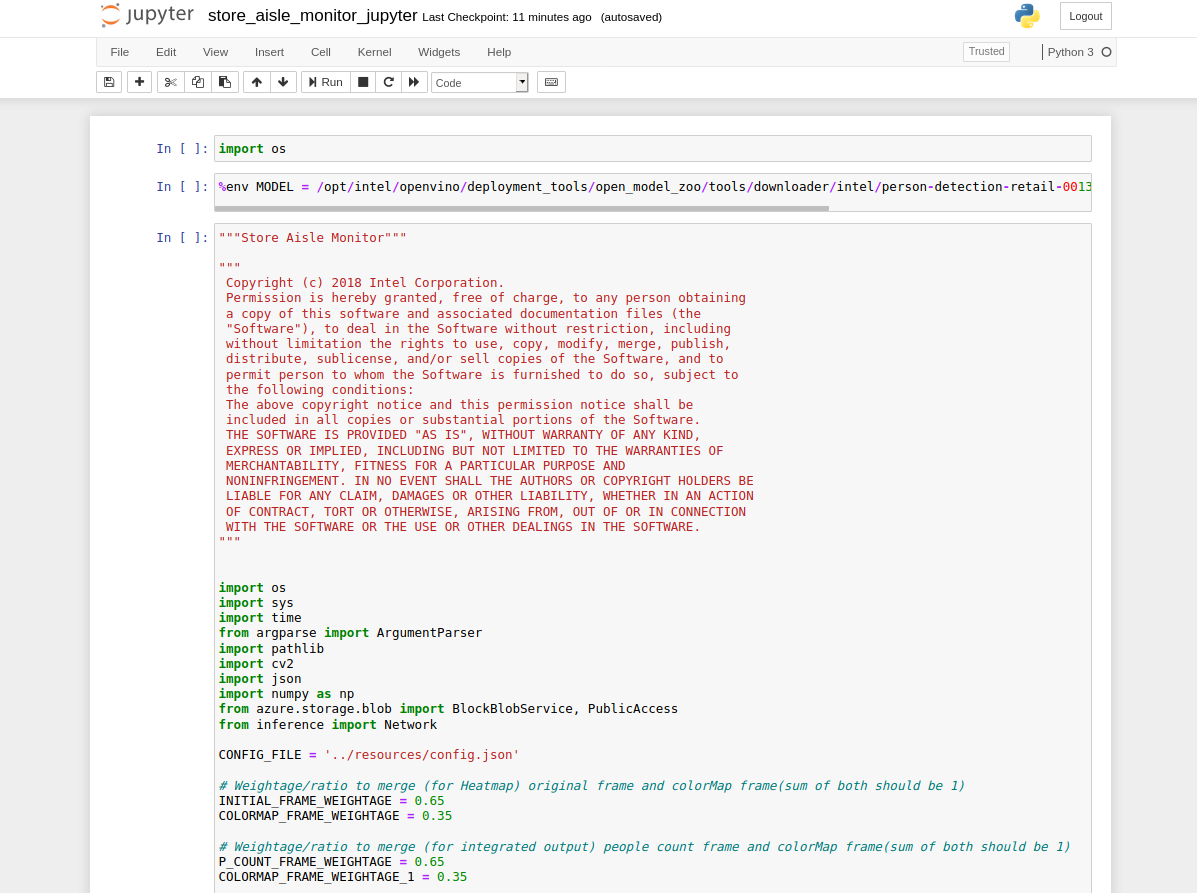 jupyter store_aisle_monitor_jupyter Last Checkpoint: 11 minutes ago (autosaved) Logout
File Edit View Insert Cell Kernel Widgets Help Trusted Python 3
Run Code
In [ ]: import os
In [ ]: %env MODEL = /opt/intel/openvino/deployment_tools/open_model_zoo/tools/downloader/intel/person-detection-retail-0013
In [ ]: """Store Aisle Monitor"""
"""
Copyright (c) 2018 Intel Corporation.
Permission is hereby granted, free of charge, to any person obtaining
a copy of this software and associated documentation files (the
"Software"), to deal in the Software without restriction, including
without limitation the rights to use, copy, modify, merge, publish,
distribute, sublicense, and/or sell copies of the Software, and to
permit person to whom the Software is furnished to do so, subject to
the following conditions:
The above copyright notice and this permission notice shall be
included in all copies or substantial portions of the Software.
THE SOFTWARE IS PROVIDED "AS IS", WITHOUT WARRANTY OF ANY KIND,
EXPRESS OR IMPLIED, INCLUDING BUT NOT LIMITED TO THE WARRANTIES OF
MERCHANTABILITY, FITNESS FOR A PARTICULAR PURPOSE AND
NONINFRINGEMENT. IN NO EVENT SHALL THE AUTHORS OR COPYRIGHT HOLDERS BE
LIABLE FOR ANY CLAIM, DAMAGES OR OTHER LIABILITY, WHETHER IN AN ACTION
OF CONTRACT, TORT OR OTHERWISE, ARISING FROM, OUT OF OR IN CONNECTION
WITH THE SOFTWARE OR THE USE OR OTHER DEALINGS IN THE SOFTWARE.
"""
import os
import sys
import time
from argparse import ArgumentParser
import pathlib
import cv2
import json
import numpy as np
from azure.storage.blob import BlockBlobService, PublicAccess
from inference import Network
CONFIG_FILE = '../resources/config.json'
# Weightage/ratio to merge (for Heatmap) original frame and colorMap frame(sum of both should be 1)
INITIAL_FRAME_WEIGHTAGE = 0.65
COLORMAP_FRAME_WEIGHTAGE = 0.35
# Weightage/ratio to merge (for integrated output) people count frame and colorMap frame(sum of both should be 1)
P_COUNT_FRAME_WEIGHTAGE = 0.65
COLORMAP_FRAME_WEIGHTAGE_1 = 0.35